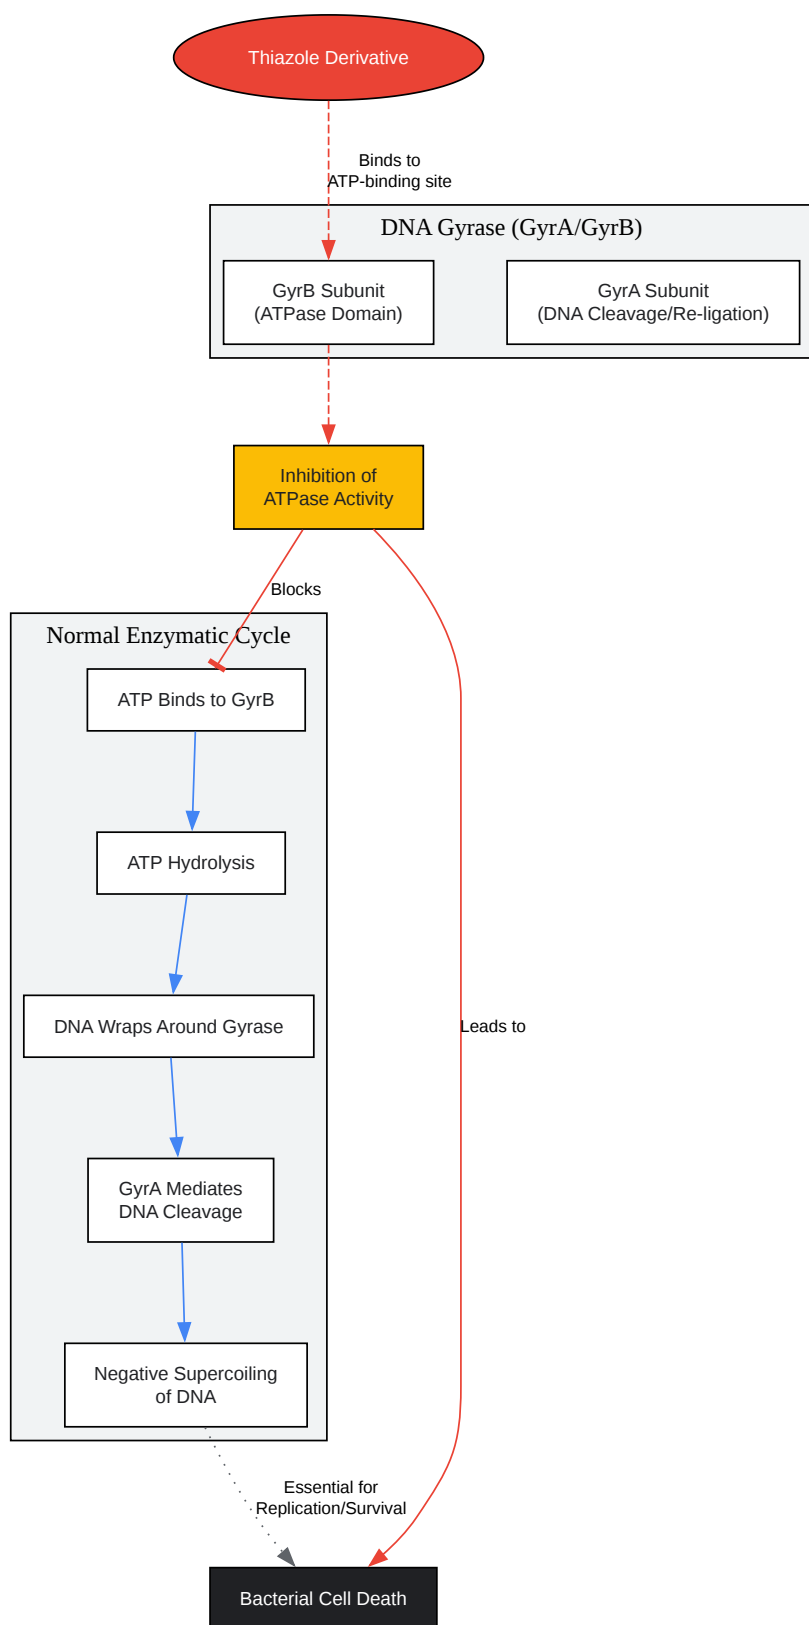 Thiazole Derivative
Binds to
ATP-binding site
DNA Gyrase (GyrA/GyrB)
GyrB Subunit
(ATPase Domain)
GyrA Subunit
(DNA Cleavage/Re-ligation)
Inhibition of
ATPase Activity
Blocks
Normal Enzymatic Cycle
ATP Binds to GyrB
ATP Hydrolysis
DNA Wraps Around Gyrase
Leads to
GyrA Mediates
DNA Cleavage
Negative Supercoiling
of DNA
Essential for
Replication/Survival
Bacterial Cell Death